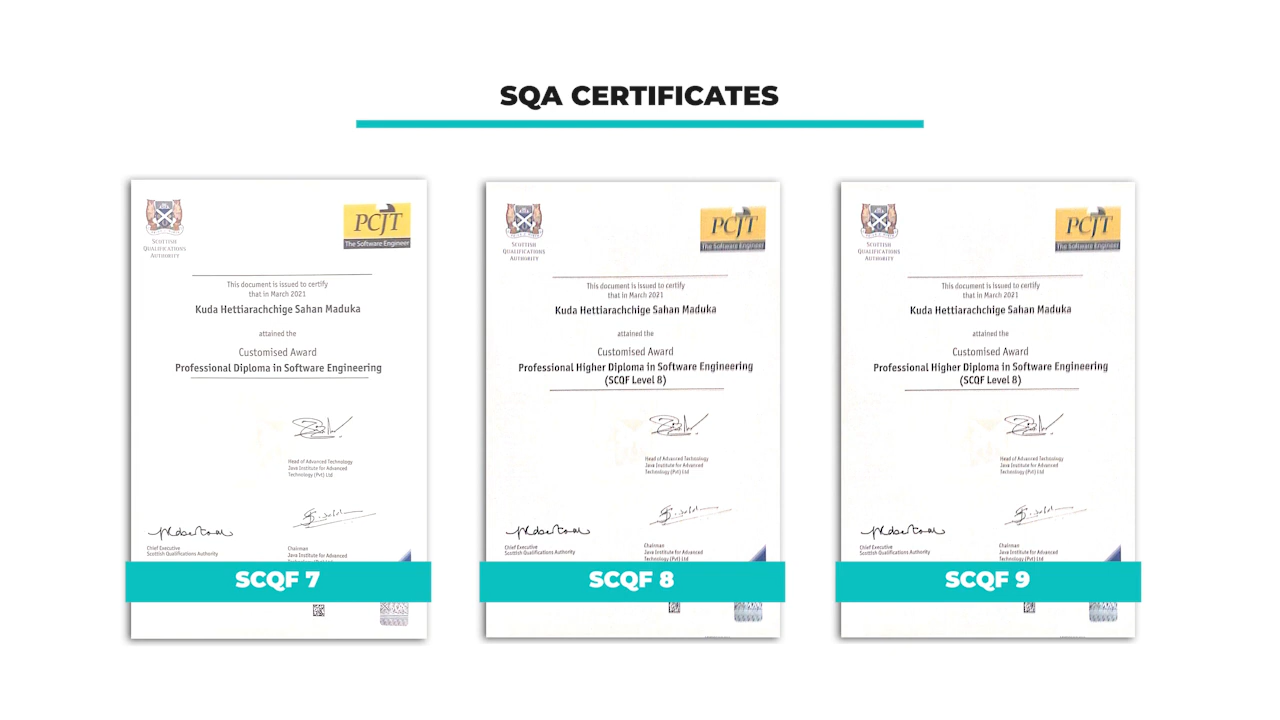 SQA CERTIFICATES
SCOTTISH
QUALIFICATIONS
AUTHORITY
PCJT
The Software Engineer
This document is issued to certify
that in March 2021
Kuda Hettiarachchige Sahan Maduka
attained the
Customised Award
Professional Diploma in Software Engineering
Head of Advanced Technology
Java Institute for Advanced
Technology (Pvt) Ltd
Chief Executive
Scottish Qualifications Authority
Chairman
Java Institute for Advanced
SCQF 7
SCOTTISH
QUALIFICATIONS
AUTHORITY
PCJT
The Software Engineer
This document is issued to certify
that in March 2021
Kuda Hettiarachchige Sahan Maduka
attained the
Customised Award
Professional Higher Diploma in Software Engineering
(SCQF Level 8)
Head of Advanced Technology
Java Institute for Advanced
Technology (Pvt) Ltd
Chief Executive
Scottish Qualifications Authority
Chairman
Java Institute for Advanced
Technology (Pvt) Ltd
SCQF 8
SCOTTISH
QUALIFICATIONS
AUTHORITY
PCJT
The Software Engineer
This document is issued to certify
that in March 2021
Kuda Hettiarachchige Sahan Maduka
attained the
Customised Award
Professional Higher Diploma in Software Engineering
(SCQF Level 8)
Head of Advanced Technology
Java Institute for Advanced
Technology (Pvt) Ltd
Chief Executive
Scottish Qualifications Authority
Chairman
Java Institute for Advanced
Technology (Pvt) Ltd
SCQF 9